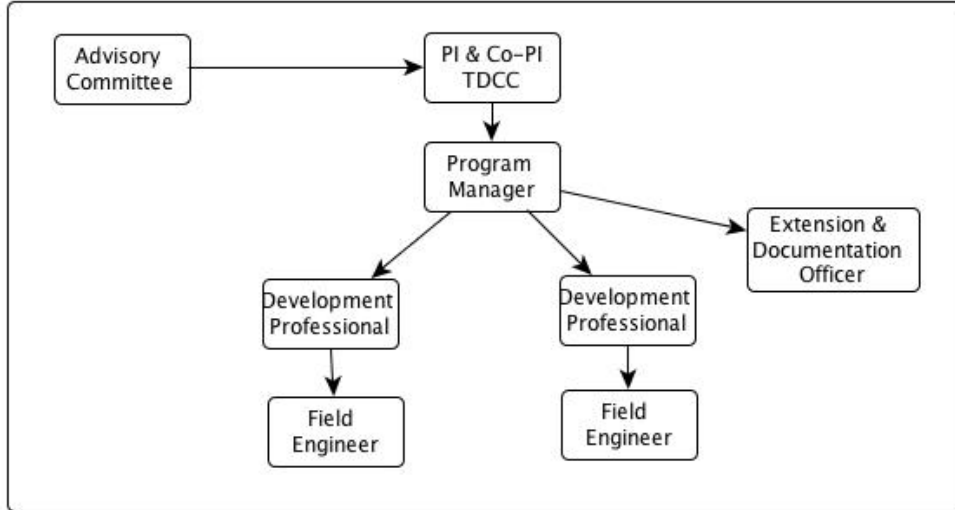 Advisory
Committee
PI & Co-PI
TDCC
Program
Manager
Extension &
Documentation
Officer
Development
Professional
Development
Professional
Field
Engineer
Field
Engineer